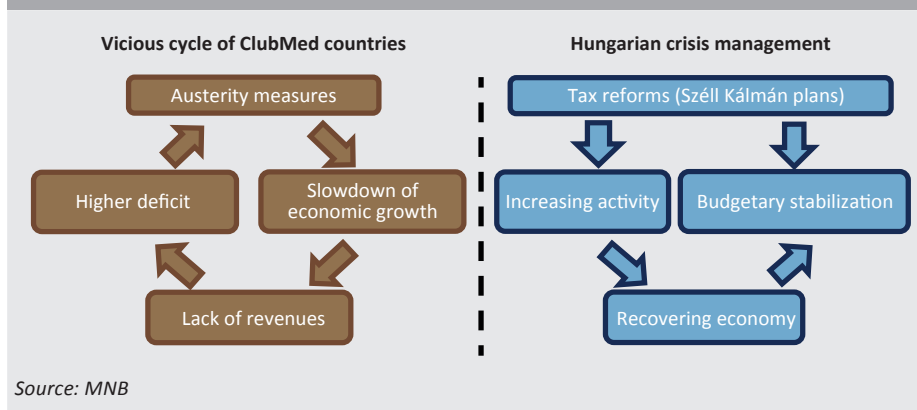 Vicious cycle of ClubMed countries
Austerity measures
Higher deficit
Slowdown of
economic growth
Lack of revenues
Hungarian crisis management
Tax reforms (Széll Kálmán plans)
Increasing activity
Budgetary stabilization
Recovering economy
Source: MNB